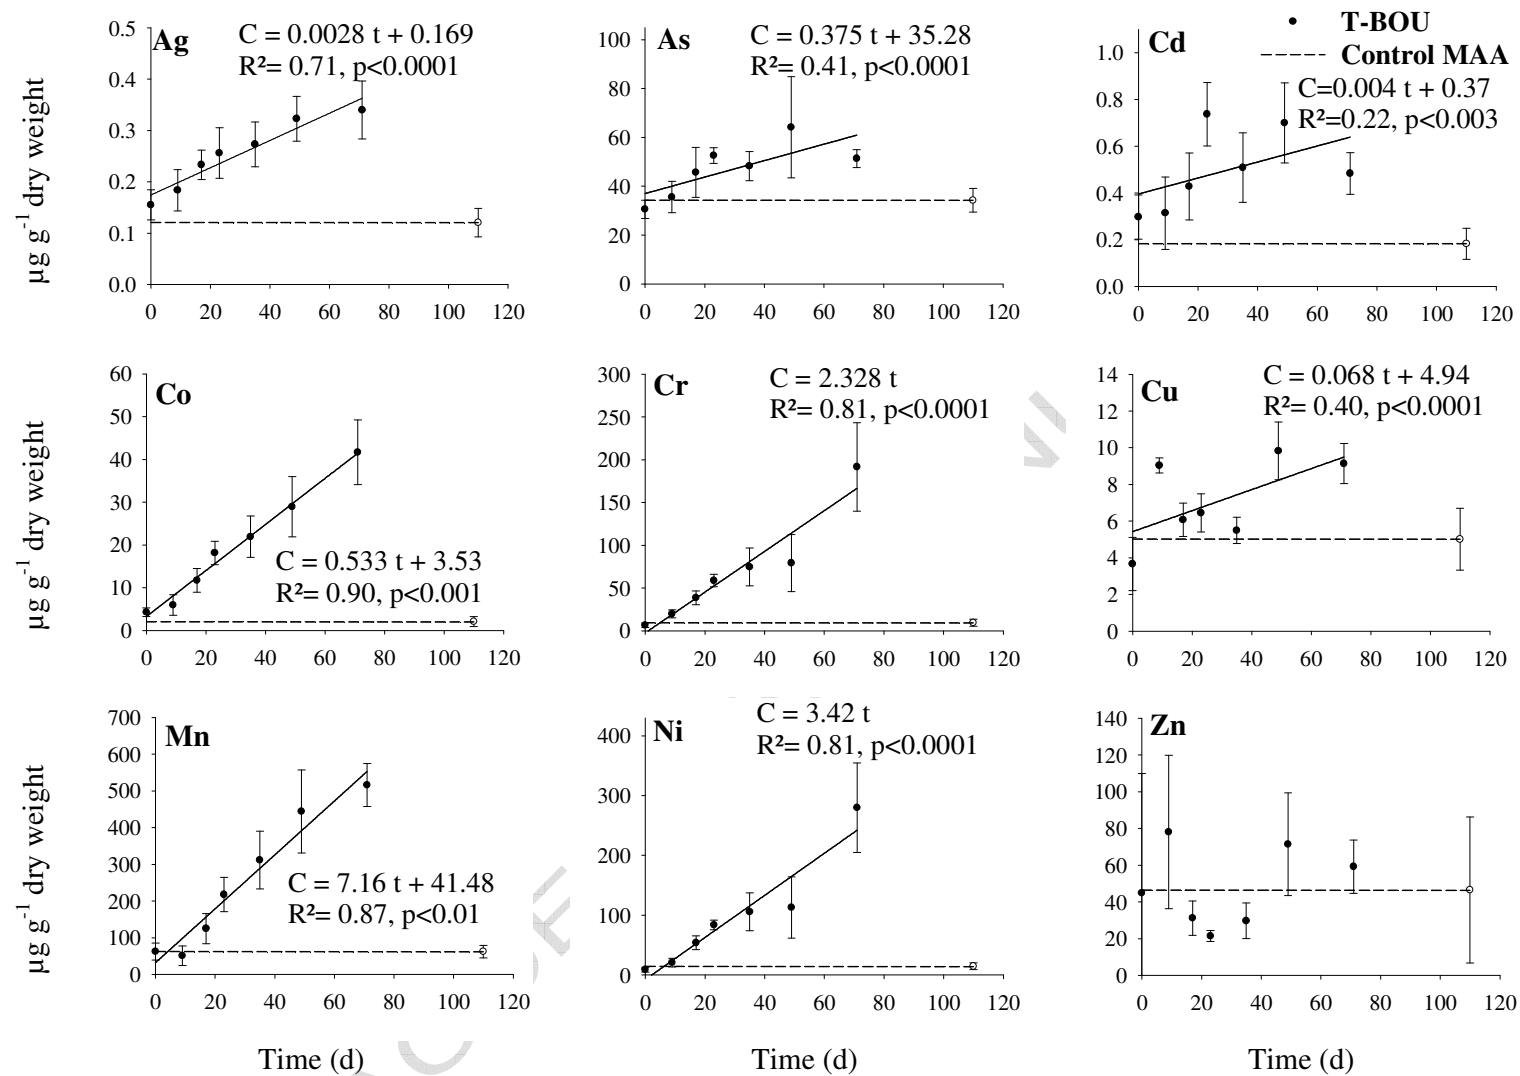 T-BOU
Control MAA
Ag
C = 0.0028 t + 0.169
R²= 0.71, p<0.0001
0.5
0.4
0.3
0.2
0.1
0.0
0 20 40 60 80 100 120
µg g⁻¹ dry weight
As
C = 0.375 t + 35.28
R²= 0.41, p<0.0001
100
80
60
40
20
0
0 20 40 60 80 100 120
Cd
C=0.004 t + 0.37
R²=0.22, p<0.003
1.0
0.8
0.6
0.4
0.2
0.0
0 20 40 60 80 100 120
Co
C = 0.533 t + 3.53
R²= 0.90, p<0.001
60
50
40
30
20
10
0
0 20 40 60 80 100 120
µg g⁻¹ dry weight
Cr
C = 2.328 t
R²= 0.81, p<0.0001
300
250
200
150
100
50
0
0 20 40 60 80 100 120
Cu
C = 0.068 t + 4.94
R²= 0.40, p<0.0001
14
12
10
8
6
4
2
0
0 20 40 60 80 100 120
Mn
C = 7.16 t + 41.48
R²= 0.87, p<0.01
700
600
500
400
300
200
100
0
0 20 40 60 80 100 120
µg g⁻¹ dry weight
Time (d)
Ni
C = 3.42 t
R²= 0.81, p<0.0001
400
300
200
100
0
0 20 40 60 80 100 120
Time (d)
Zn
140
120
100
80
60
40
20
0
0 20 40 60 80 100 120
Time (d)